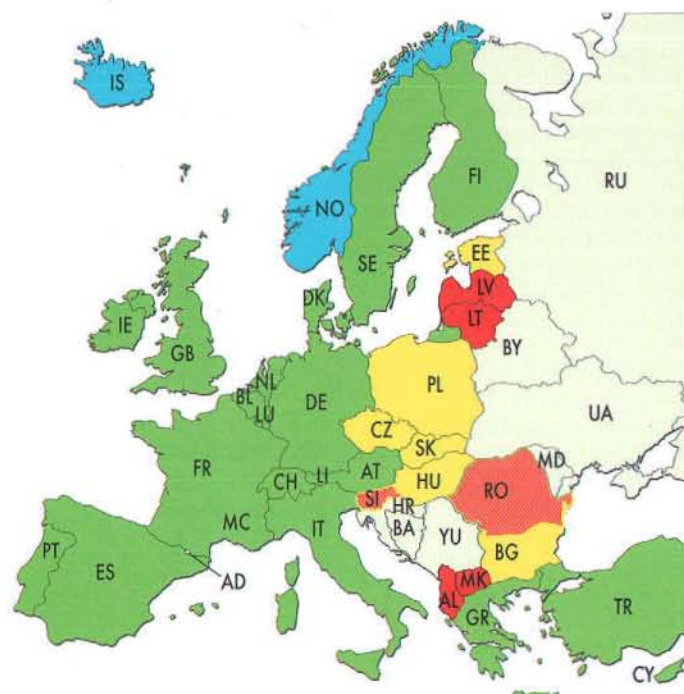 IS
RU
FI
NO
SE
EE
LV
LT
DK
IE
GB
BY
NL
BL
LU
DE
PL
UA
CZ
SK
FR
LI
AT
CH
HU
MD
SI
RO
HR
MC
IT
BA
YU
BG
PT
ES
AD
MK
AL
GR
TR
CY